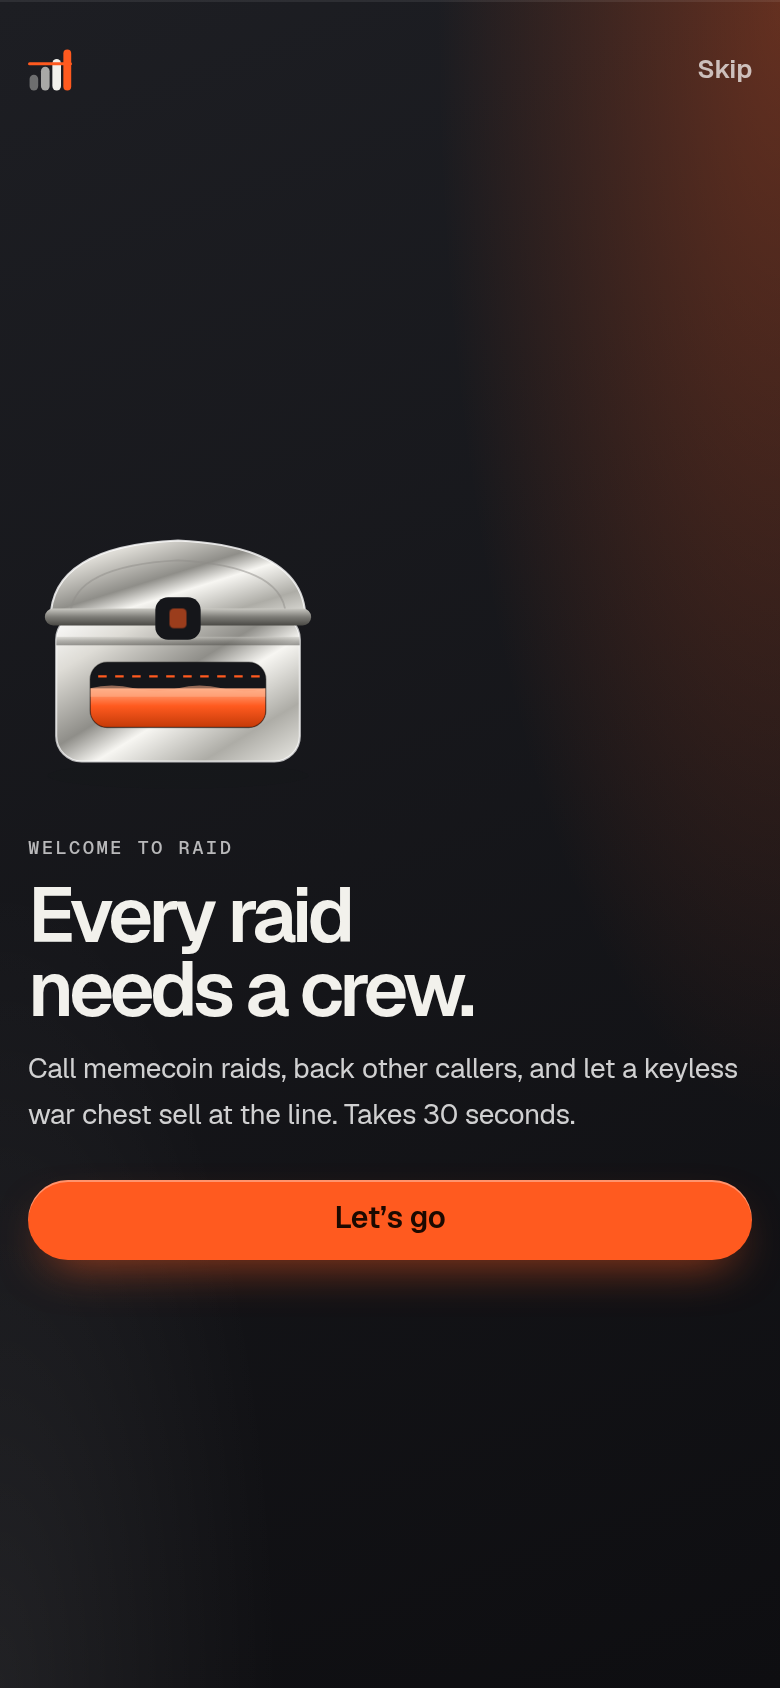 Skip
WELCOME TO RAID
Every raid
needs a crew.
Call memecoin raids, back other callers, and let a keyless
war chest sell at the line. Takes 30 seconds.
Let’s go